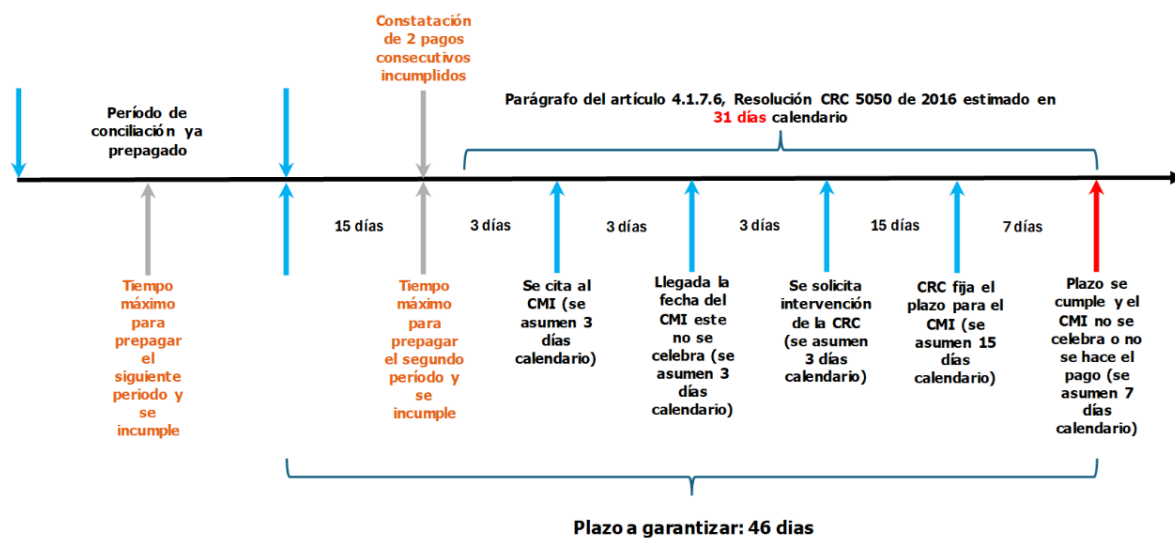 Constatación
de 2 pagos
consecutivos
incumplidos
Período de
conciliación ya
prepagado
Parágrafo del artículo 4.1.7.6, Resolución CRC 5050 de 2016 estimado en
31 días calendario
15 días
3 días
3 días
3 días
15 días
7 días
Tiempo
máximo
para
prepagar
el
siguiente
periodo y
se
incumple
Tiempo
máximo
para
prepagar
el segundo
período y
se
incumple
Se cita al
CMI (se
asumen 3
días
calendario)
Llegada la
fecha del
CMI este no
se celebra (se
asumen 3
días
calendario)
Se solicita
intervención
de la CRC
(se asumen
3 días
calendario)
CRC fija el
plazo para el
CMI (se
asumen 15
días
calendario)
Plazo se
cumple y el
CMI no se
celebra o no
se hace el
pago (se
asumen 7
días
calendario)
Plazo a garantizar: 46 dias